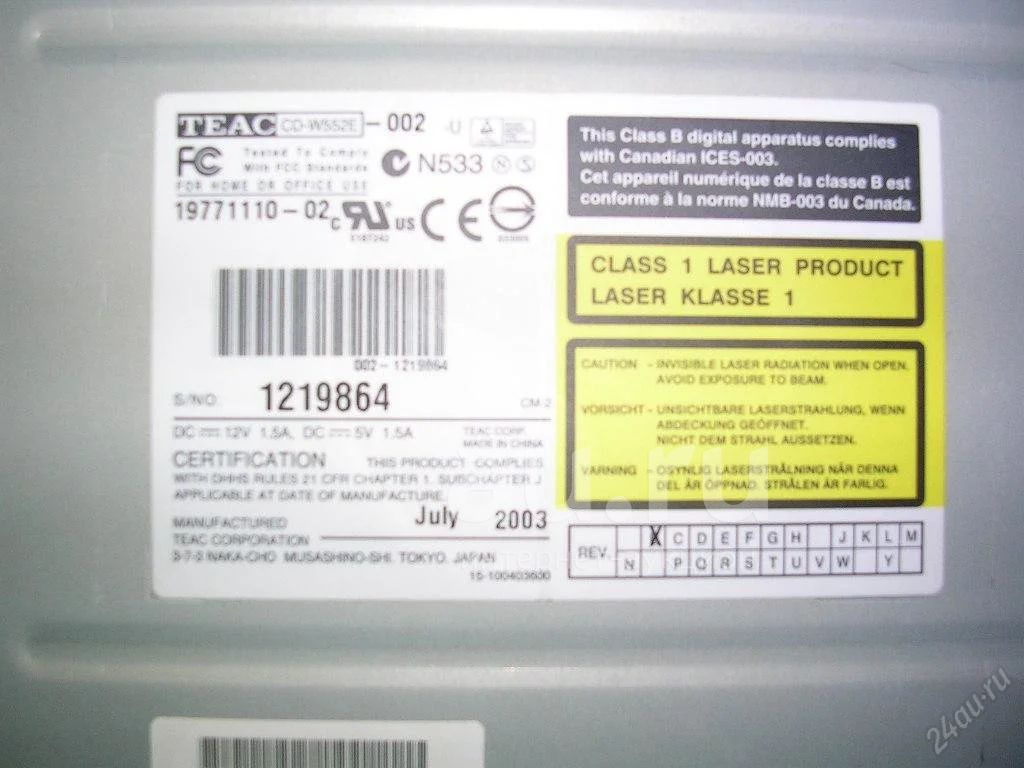 TEAC CD-W552E-002 -U
FC Tested To Comply
With FCC Standards
FOR HOME OR OFFICE USE
N533
19771110-02
c RU US CE
002-1219864
S/NO. 1219864 CM-2
DC 12V 1.5A, DC 5V 1.5A
TEAC CORP.
MADE IN CHINA
CERTIFICATION THIS PRODUCT COMPLIES
WITH DHHS RULES 21 CFR CHAPTER 1, SUBCHAPTER J
APPLICABLE AT DATE OF MANUFACTURE.
MANUFACTURED July 2003
TEAC CORPORATION
3-7-3 NAKA-CHO MUSASHINO-SHI, TOKYO, JAPAN
This Class B digital apparatus complies
with Canadian ICES-003.
Cet appareil numérique de la classe B est
conforme à la norme NMB-003 du Canada.
CLASS 1 LASER PRODUCT
LASER KLASSE 1
CAUTION - INVISIBLE LASER RADIATION WHEN OPEN.
AVOID EXPOSURE TO BEAM.
VORSICHT - UNSICHTBARE LASERSTRAHLUNG, WENN
ABDECKUNG GEÖFFNET.
NICHT DEM STRAHL AUSSETZEN.
VARNING - OSYNLIG LASERSTRÅLNING NÄR DENNA
DEL ÄR ÖPPNAD. STRÅLEN ÄR FARLIG.
REV. X C D E F G H J K L M
N P Q R S T U V W Y
24au.ru